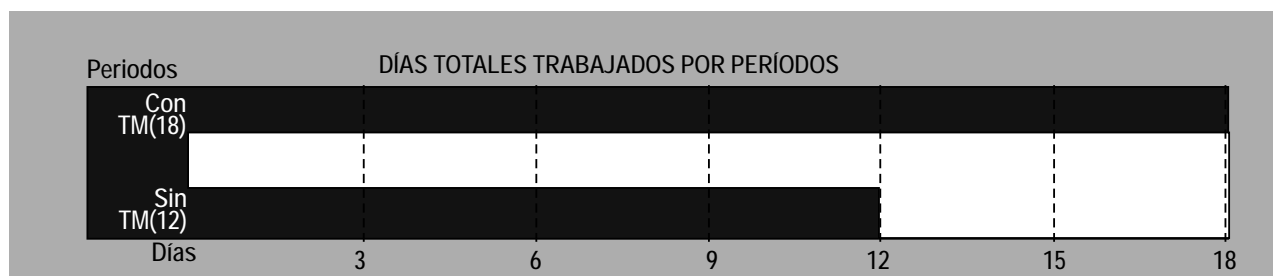 DÍAS TOTALES TRABAJADOS POR PERÍODOS
Periodos
Con
TM(18)
Sin
TM(12)
Días
3 6 9 12 15 18